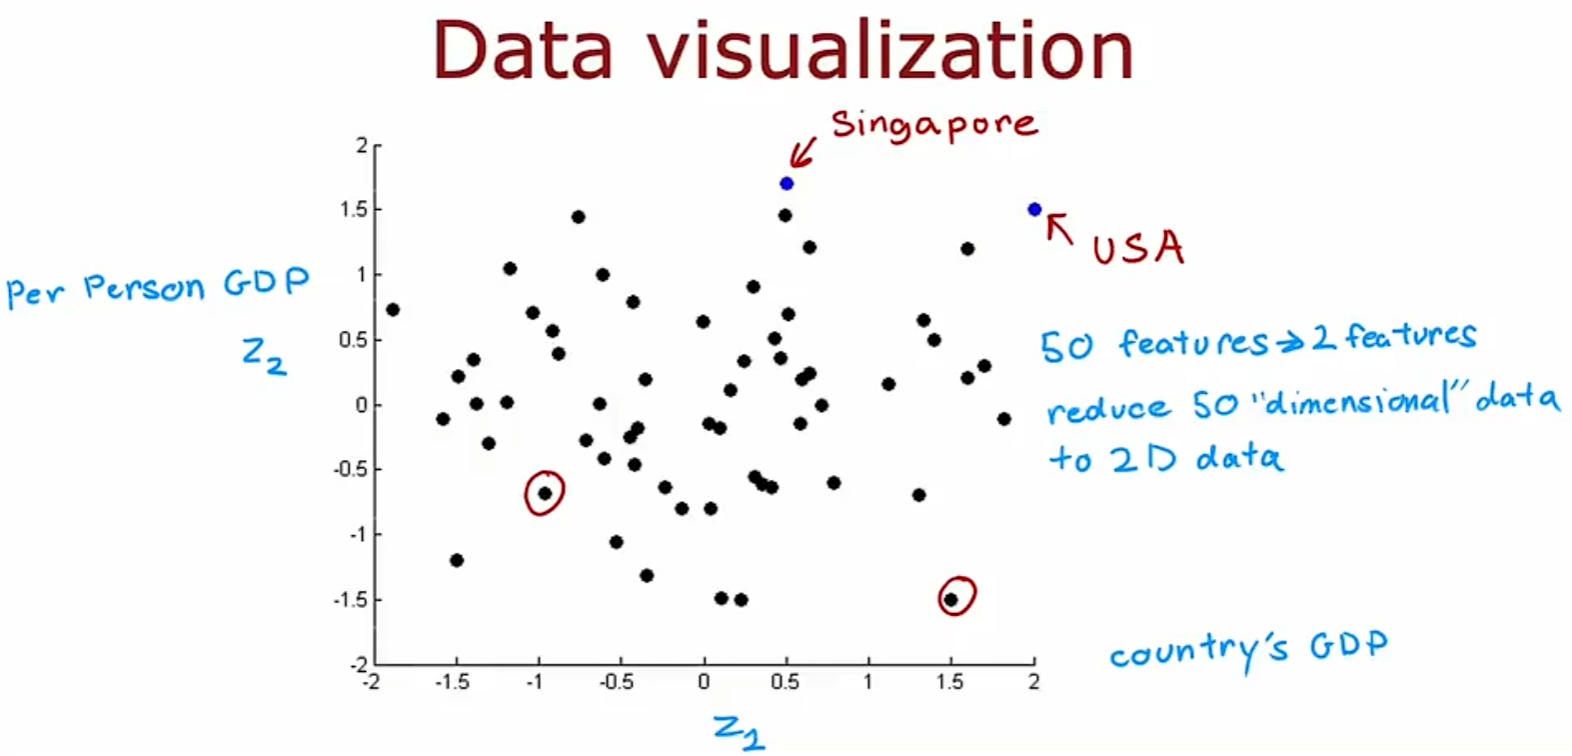 Data visualization
Singapore
USA
Per Person GDP
z2
50 features → 2 features
reduce 50 "dimensional" data
to 2D data
country's GDP
2
1.5
1
0.5
0
-0.5
-1
-1.5
-2
-2 -1.5 -1 -0.5 0 0.5 1 1.5 2
z1